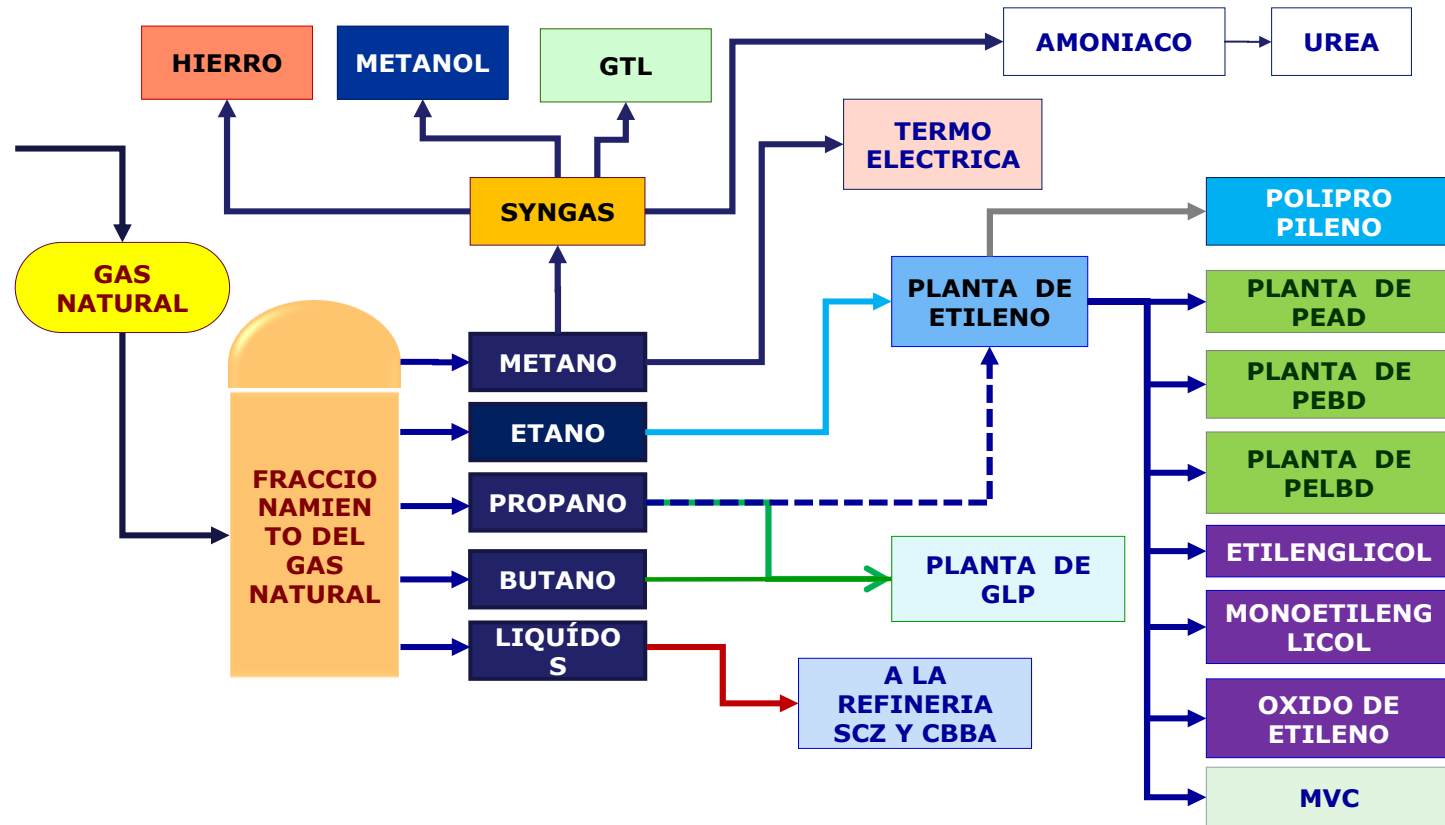 HIERRO
METANOL
GTL
AMONIACO
UREA
TERMO
ELECTRICA
SYNGAS
POLIPRO
PILENO
GAS
NATURAL
PLANTA DE
ETILENO
PLANTA DE
PEAD
METANO
PLANTA DE
PEBD
ETANO
FRACCIO
NAMIEN
TO DEL
GAS
NATURAL
PROPANO
PLANTA DE
PELBD
BUTANO
PLANTA DE
GLP
ETILENGLICOL
LIQUÍDO
S
MONOETILENG
LICOL
A LA
REFINERIA
SCZ Y CBBA
OXIDO DE
ETILENO
MVC